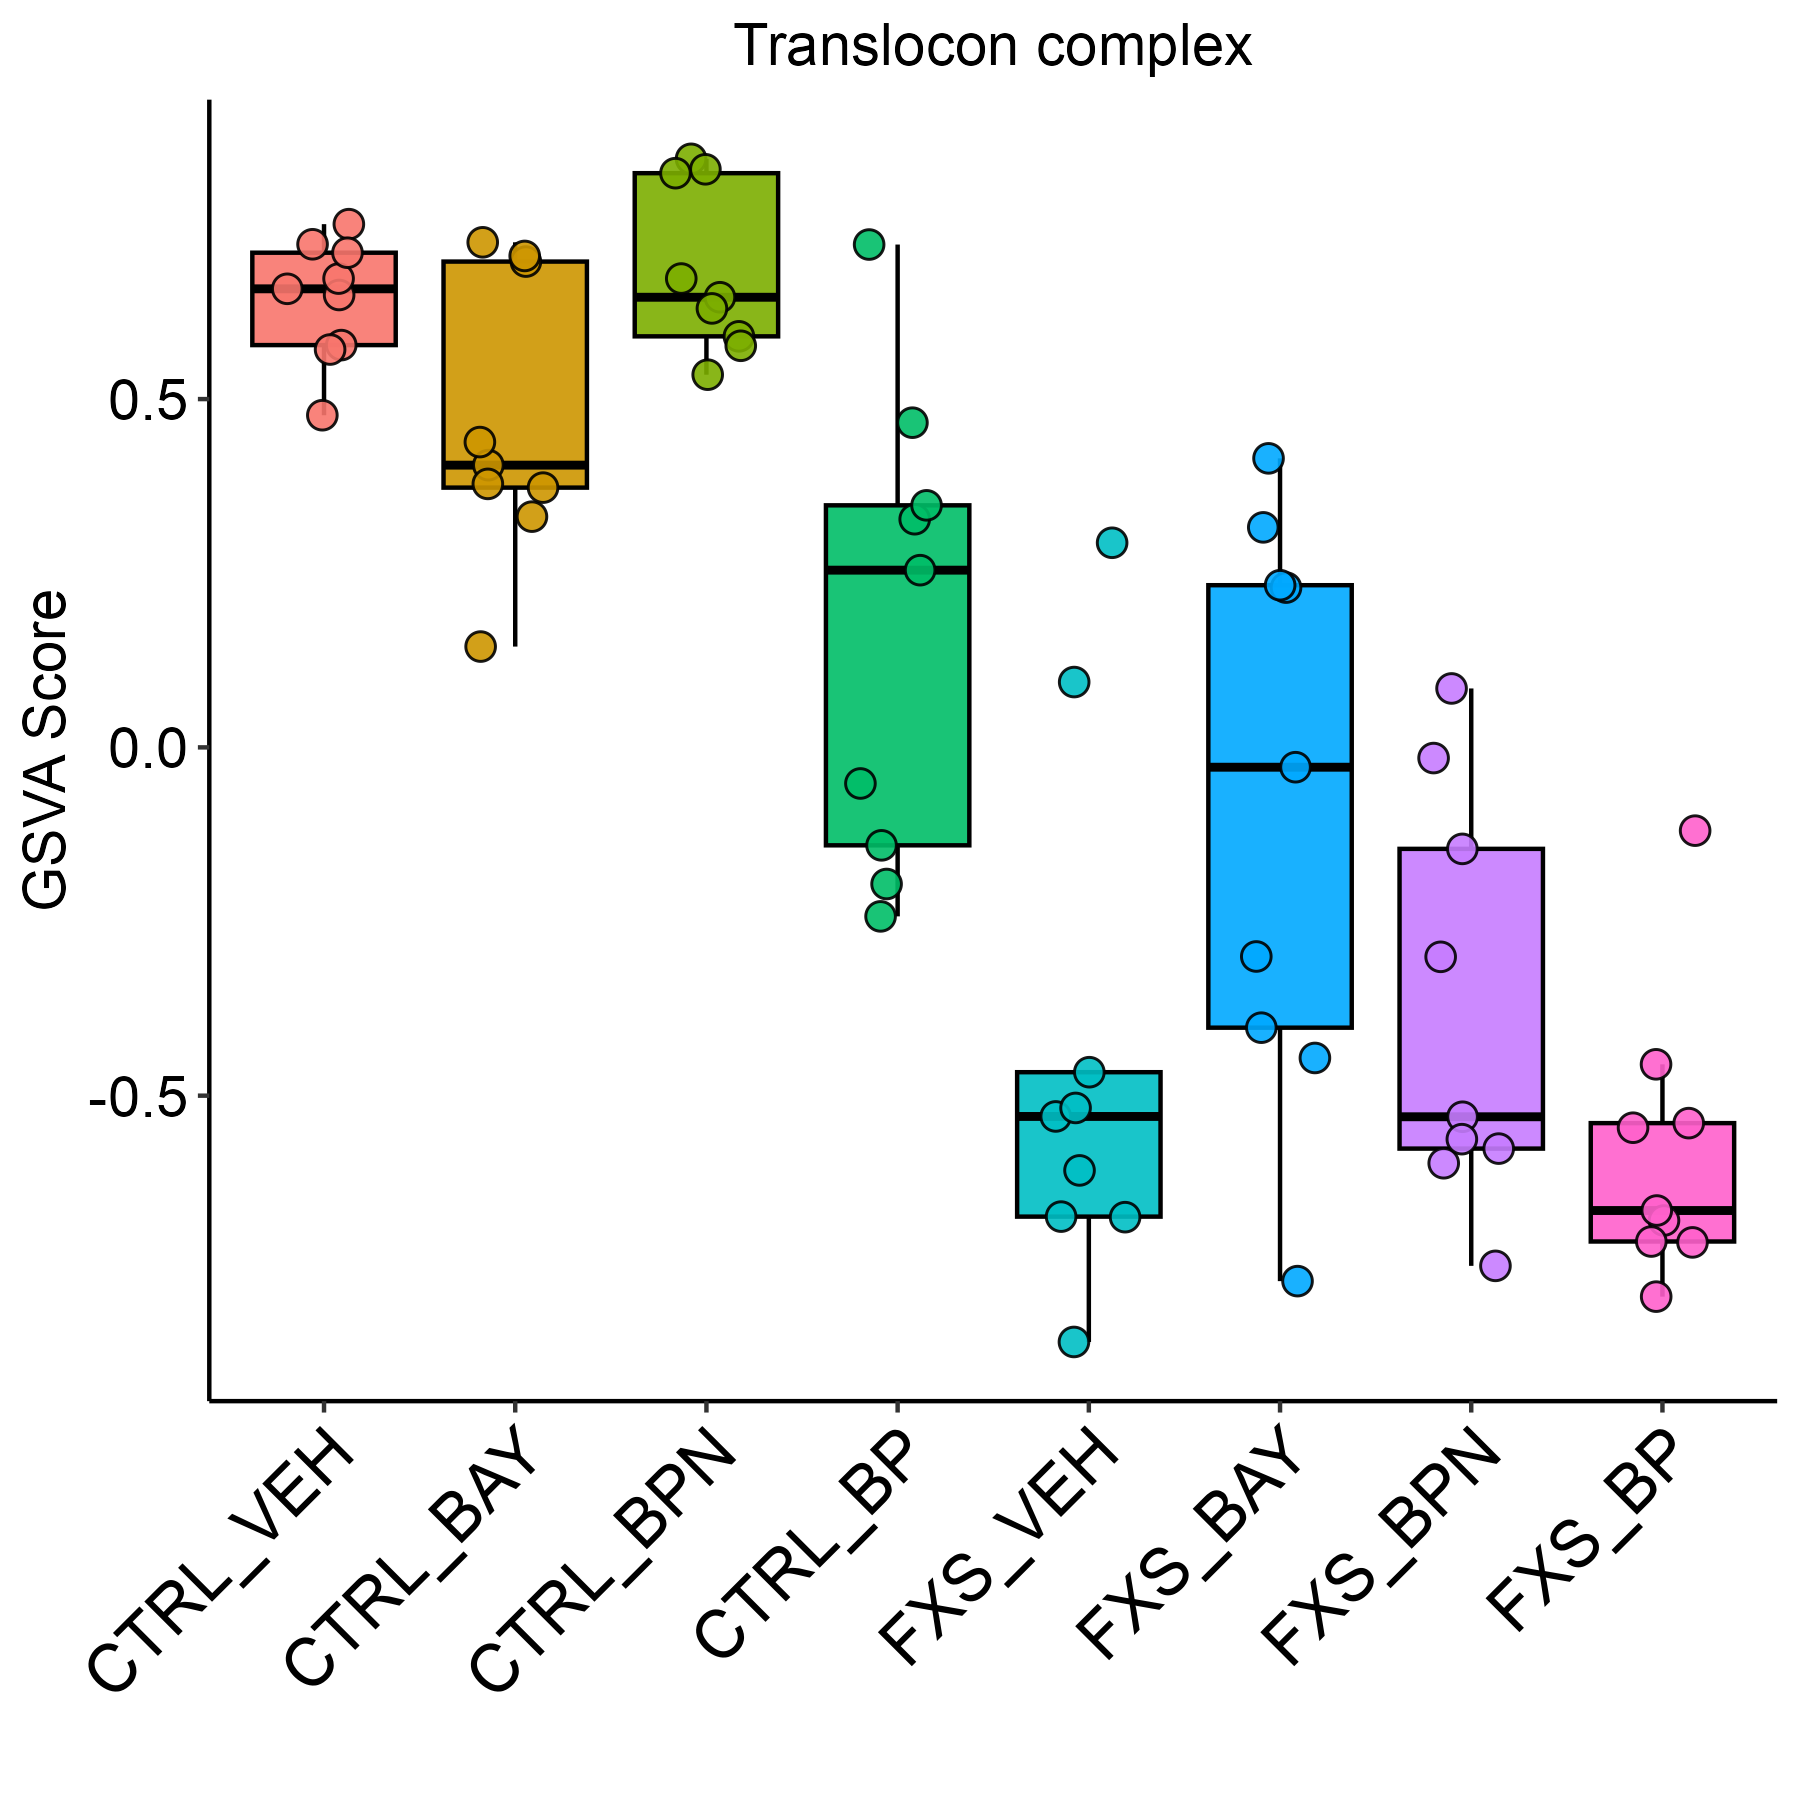 Translocon complex
GSVA Score
0.5
0.0
-0.5
CTRL_VEH
CTRL_BAY
CTRL_BPN
CTRL_BP
FXS_VEH
FXS_BAY
FXS_BPN
FXS_BP